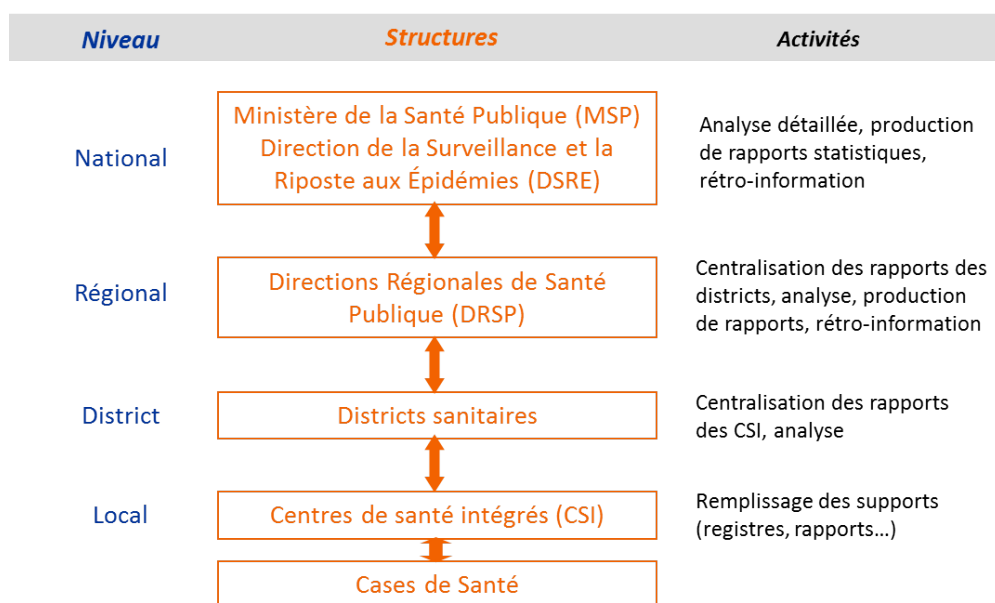 Niveau Structures Activités
National
Ministère de la Santé Publique (MSP)
Direction de la Surveillance et la
Riposte aux Épidémies (DSRE)
Analyse détaillée, production
de rapports statistiques,
rétro-information
Régional
Directions Régionales de Santé
Publique (DRSP)
Centralisation des rapports des
districts, analyse, production
de rapports, rétro-information
District
Districts sanitaires
Centralisation des rapports
des CSI, analyse
Local
Centres de santé intégrés (CSI)
Remplissage des supports
(registres, rapports…)
Cases de Santé